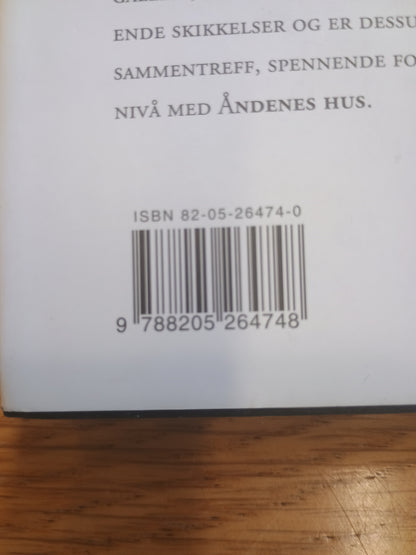 ENDE SKIKKELSER OG ER DESSU
SAMMENTREFF, SPENNENDE FO
NIVÅ MED ÅNDENES HUS.
ISBN 82-05-26474-0
9 788205 264748